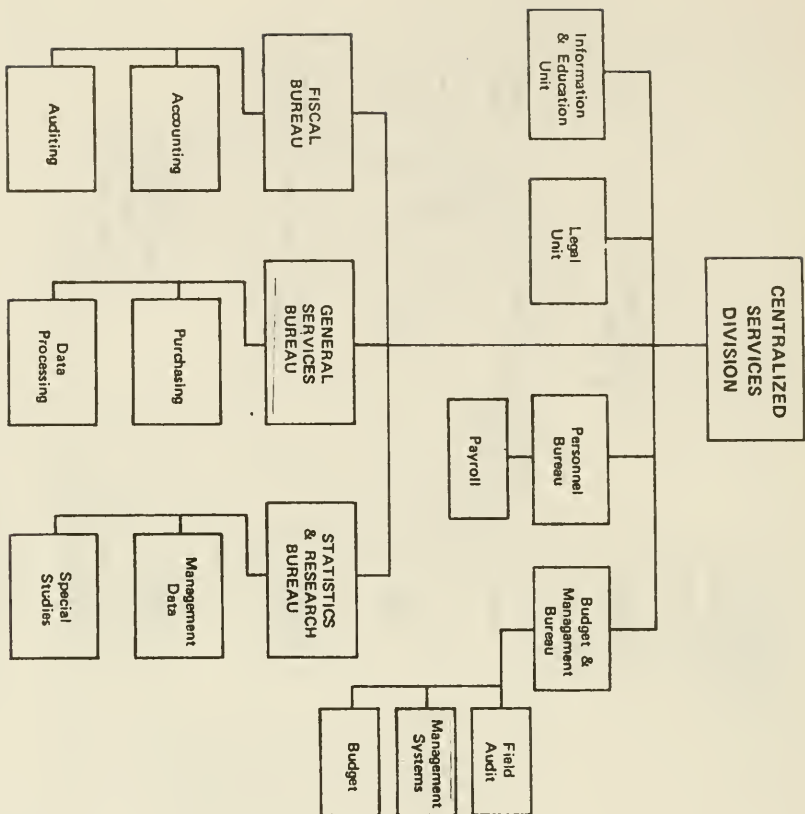 CENTRALIZED
SERVICES
DIVISION
Information
& Education
Unit
Legal
Unit
Personnel
Bureau
Payroll
Budget &
Managament
Bureau
Field
Audit
Management
Systems
Budget
FISCAL
BUREAU
Accounting
Auditing
GENERAL
SERVICES
BUREAU
Purchasing
Data
Processing
STATISTICS
& RESEARCH
BUREAU
Management
Data
Special
Studies